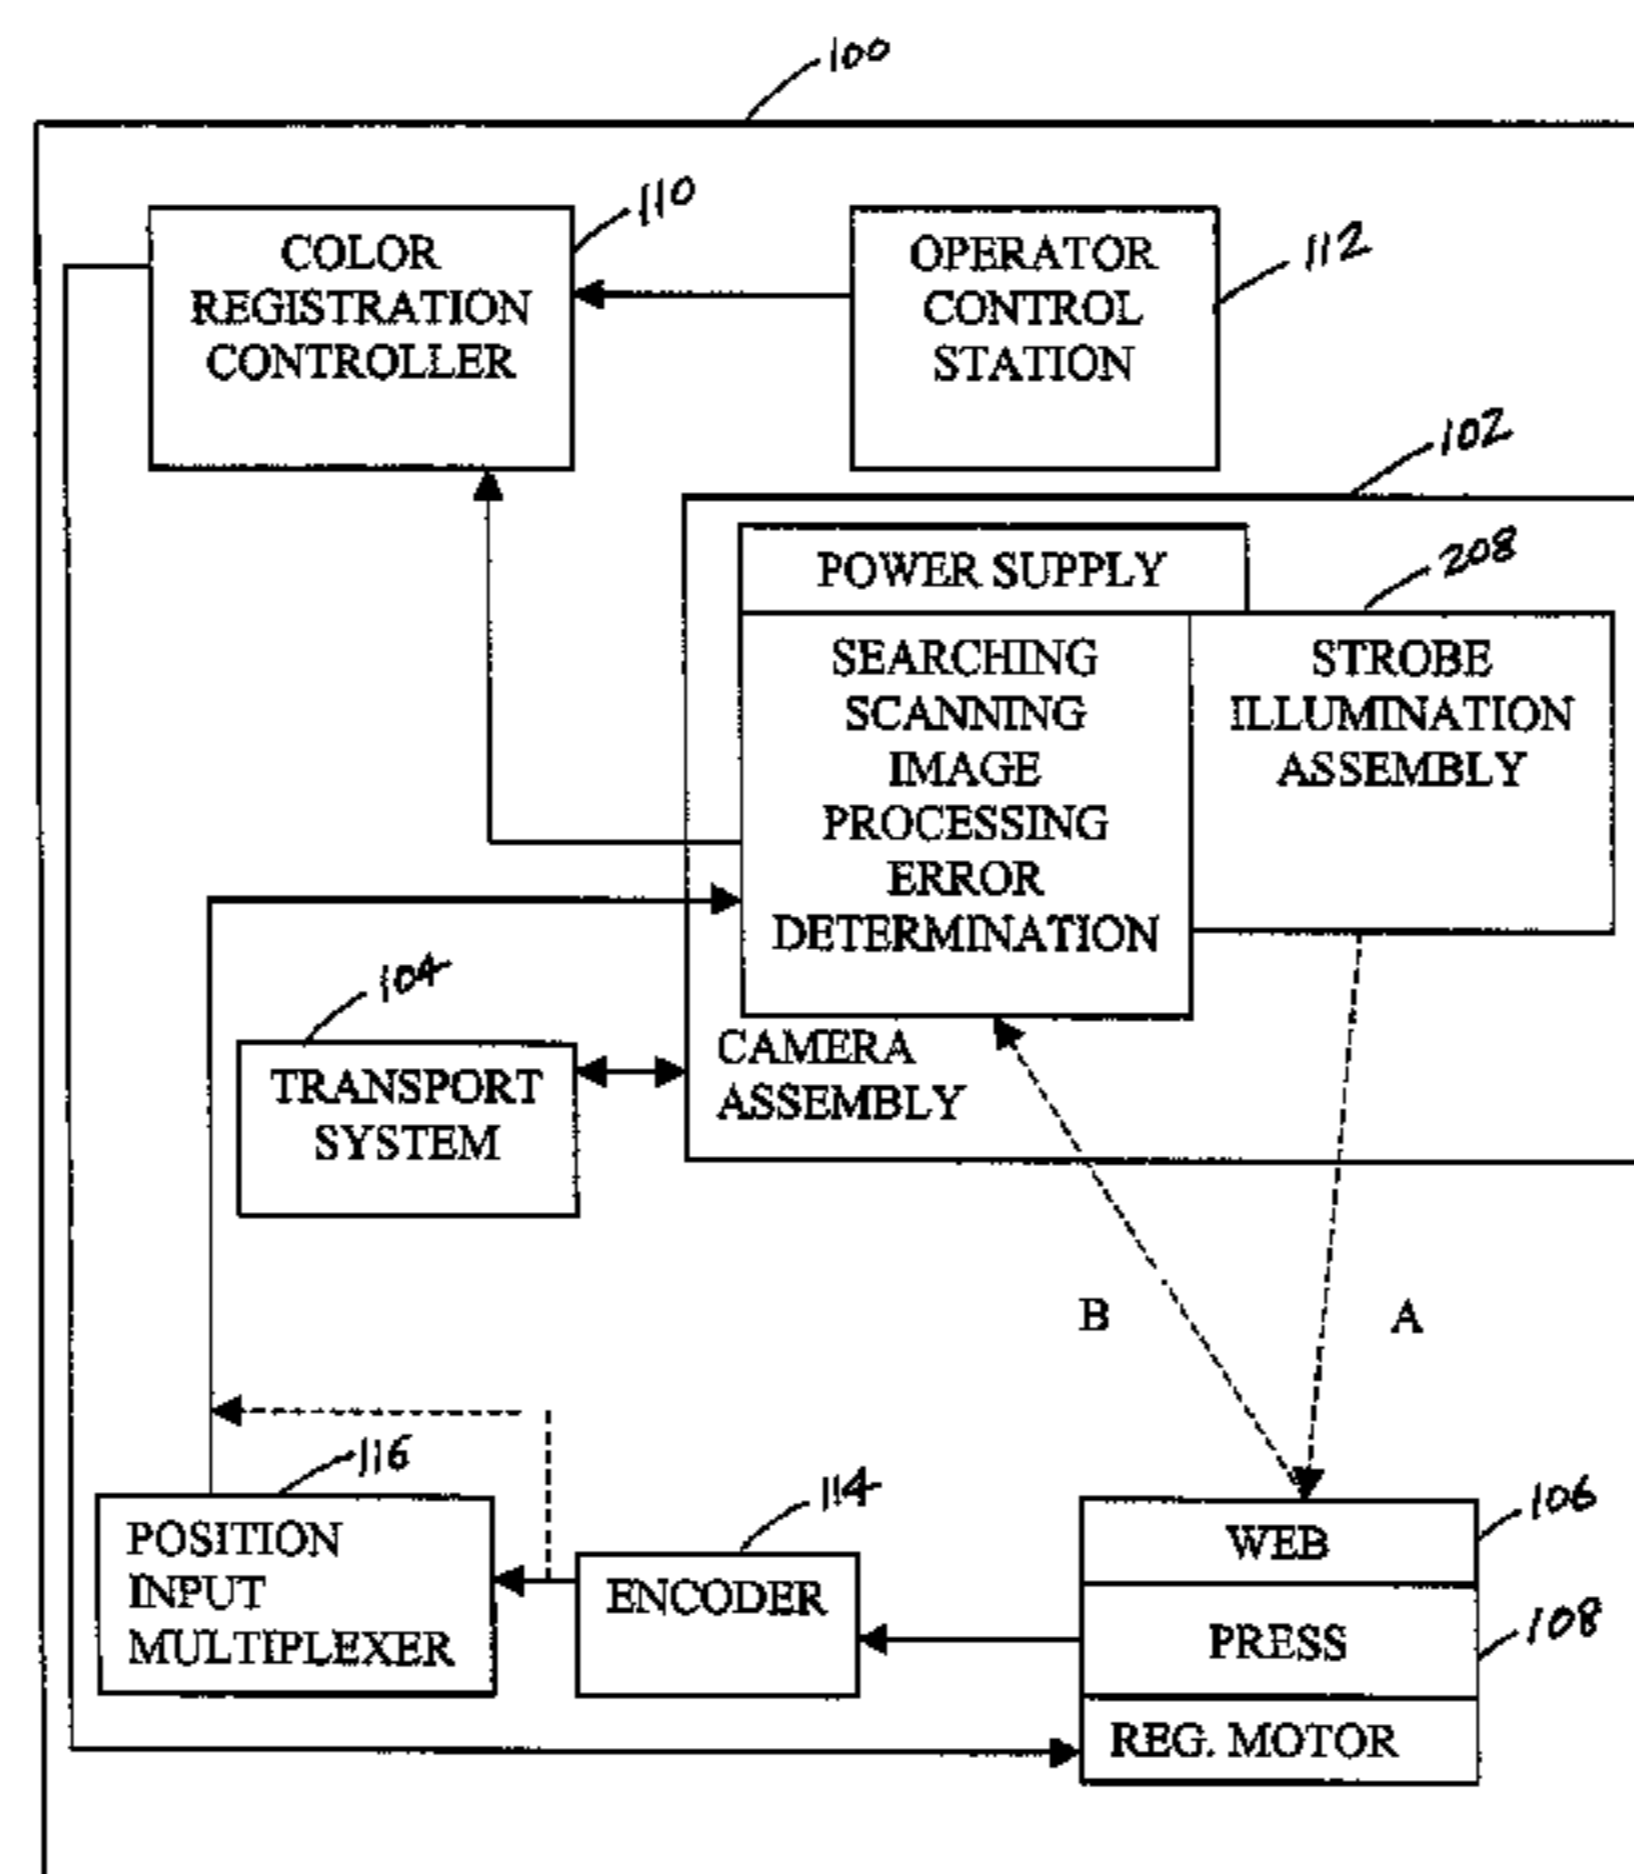 100
110
COLOR
REGISTRATION
CONTROLLER
OPERATOR
CONTROL
STATION
112
102
POWER SUPPLY
208
SEARCHING
SCANNING
IMAGE
PROCESSING
ERROR
DETERMINATION
STROBE
ILLUMINATION
ASSEMBLY
104
TRANSPORT
SYSTEM
CAMERA
ASSEMBLY
B
A
116
POSITION
INPUT
MULTIPLEXER
114
ENCODER
106
WEB
108
PRESS
REG. MOTOR